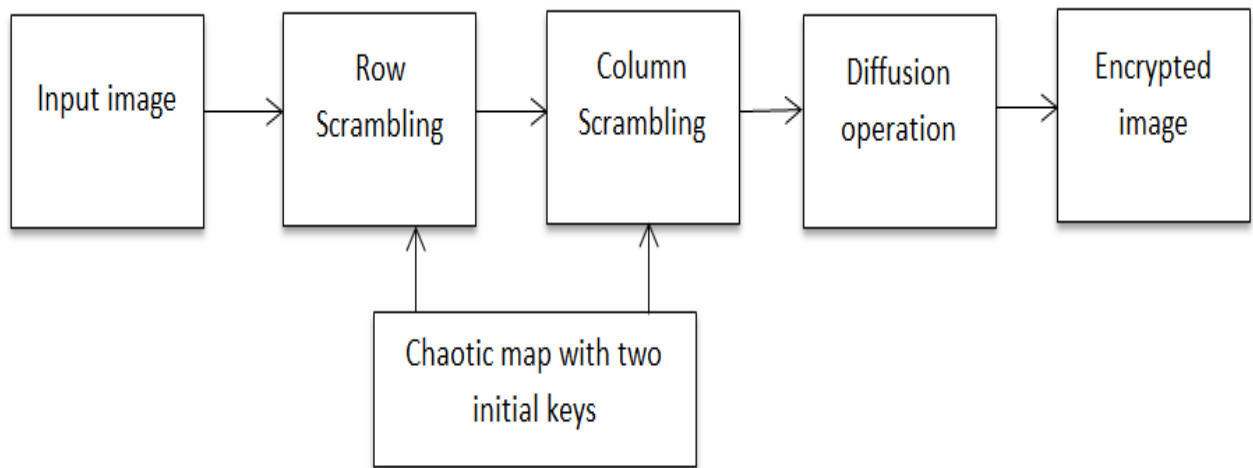 Input image
Row
Scrambling
Column
Scrambling
Diffusion
operation
Encrypted
image
Chaotic map with two
initial keys